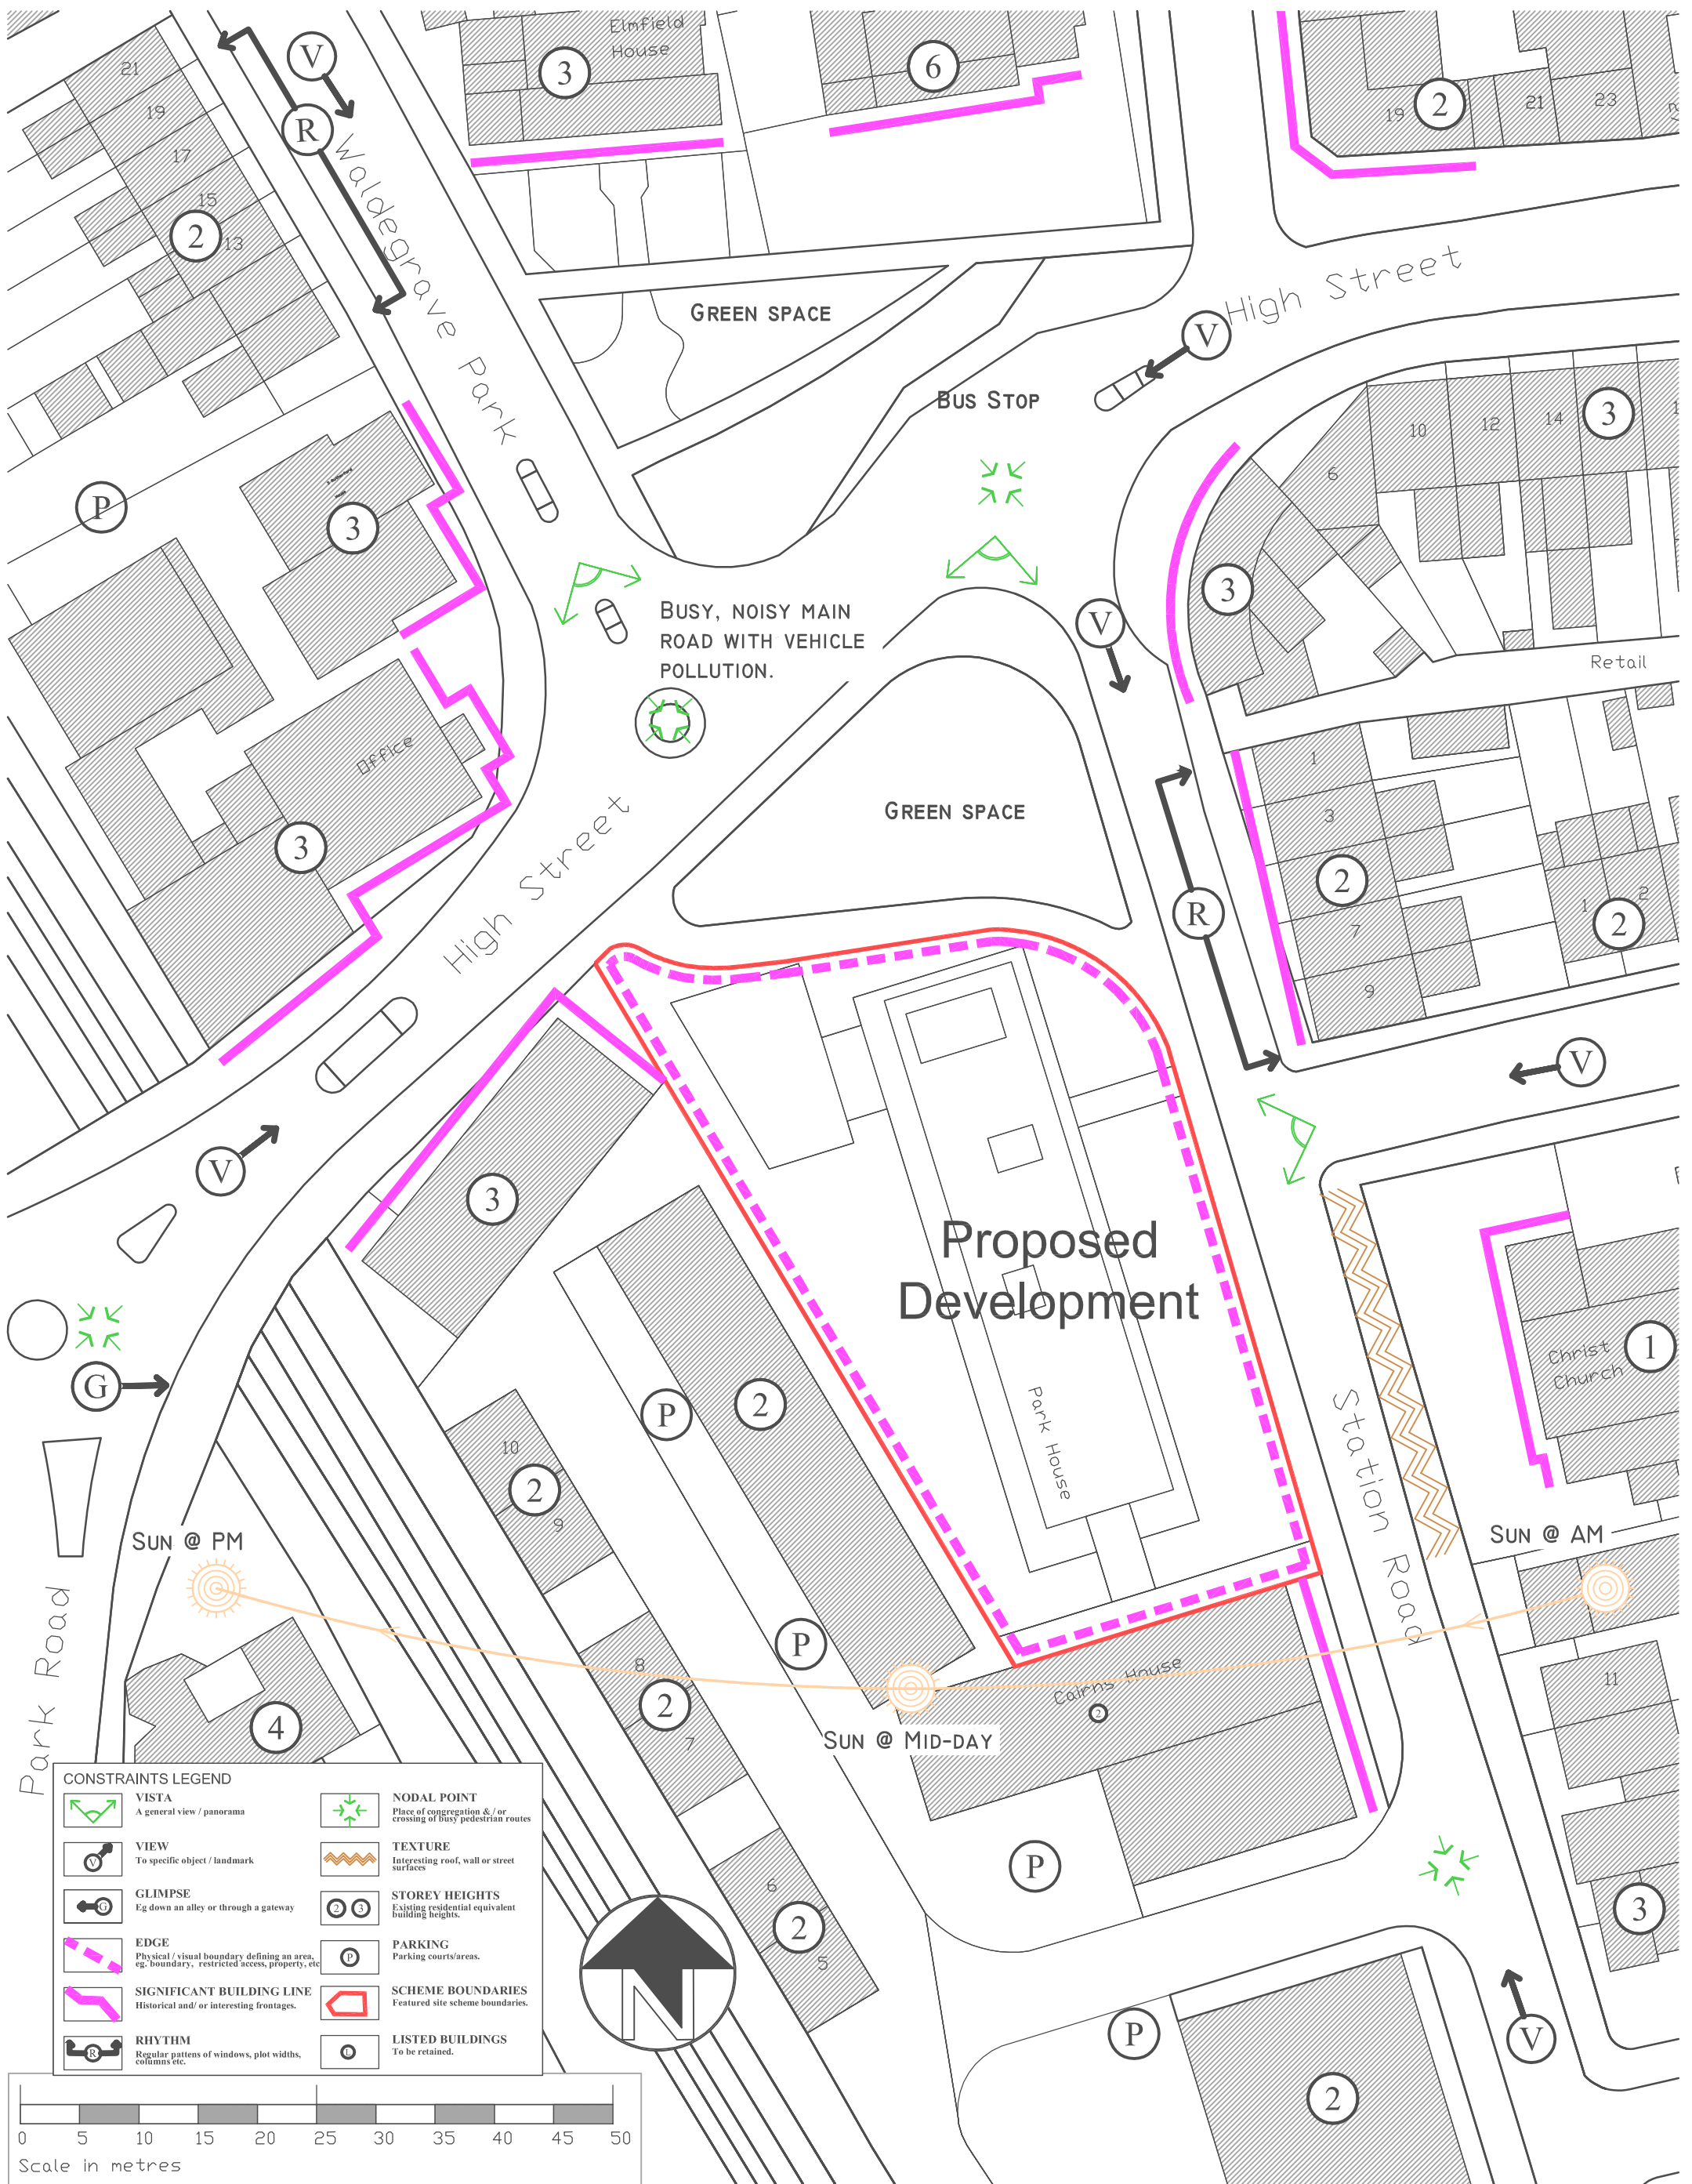 Elmfield
House
3
6
2
19
21
23
V
R
21
19
17
15
13
2
Waldegrave Park
High Street
V
GREEN SPACE
BUS STOP
P
3
6
10
12
14
3
3
Retail
BUSY, NOISY MAIN
ROAD WITH VEHICLE
POLLUTION.
V
Office
3
High Street
GREEN SPACE
R
1
3
2
7
9
1
2
2
V
V
3
Proposed
Development
Park House
G
P
2
10
2
9
Station Road
Christ
Church
1
SUN @ PM
SUN @ AM
Park Road
4
P
8
2
7
Cairns House
2
SUN @ MID-DAY
11
6
2
5
P
3
P
V
2
CONSTRAINTS LEGEND
VISTA
A general view / panorama
V
VIEW
To specific object / landmark
G
GLIMPSE
Eg down an alley or through a gateway
EDGE
Physical / visual boundary defining an area,
eg. boundary, restricted access, property, etc
SIGNIFICANT BUILDING LINE
Historical and/ or interesting frontages.
R
RHYTHM
Regular pattens of windows, plot widths,
columns etc.
NODAL POINT
Place of congregation & / or
crossing of busy pedestrian routes
TEXTURE
Interesting roof, wall or street
surfaces
2 3
STOREY HEIGHTS
Existing residential equivalent
building heights.
P
PARKING
Parking courts/areas.
SCHEME BOUNDARIES
Featured site scheme boundaries.
L
LISTED BUILDINGS
To be retained.
N
0 5 10 15 20 25 30 35 40 45 50
Scale in metres